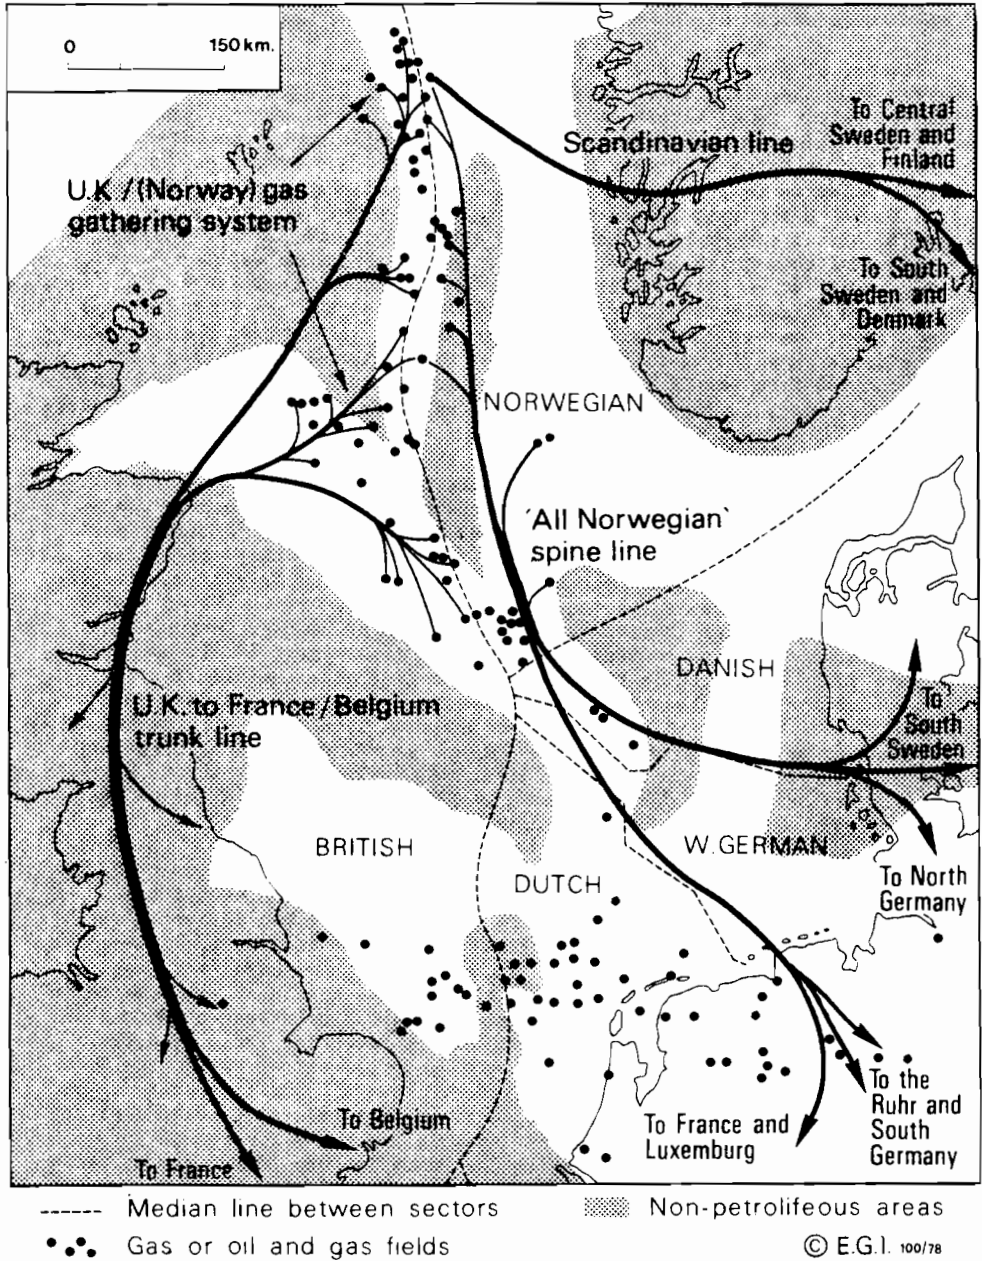 0 150 km.
To Central
Sweden and
Finland
Scandinavian line
U.K./(Norway) gas
gathering system
To South
Sweden and
Denmark
NORWEGIAN
'All Norwegian'
spine line
DANISH
U.K. to France/Belgium
trunk line
To
South
Sweden
BRITISH
W. GERMAN
DUTCH
To North
Germany
To the
Ruhr and
South
Germany
To France and
Luxemburg
To Belgium
To France
Median line between sectors
Non-petrolifeous areas
Gas or oil and gas fields
© E.G.I. 100/78